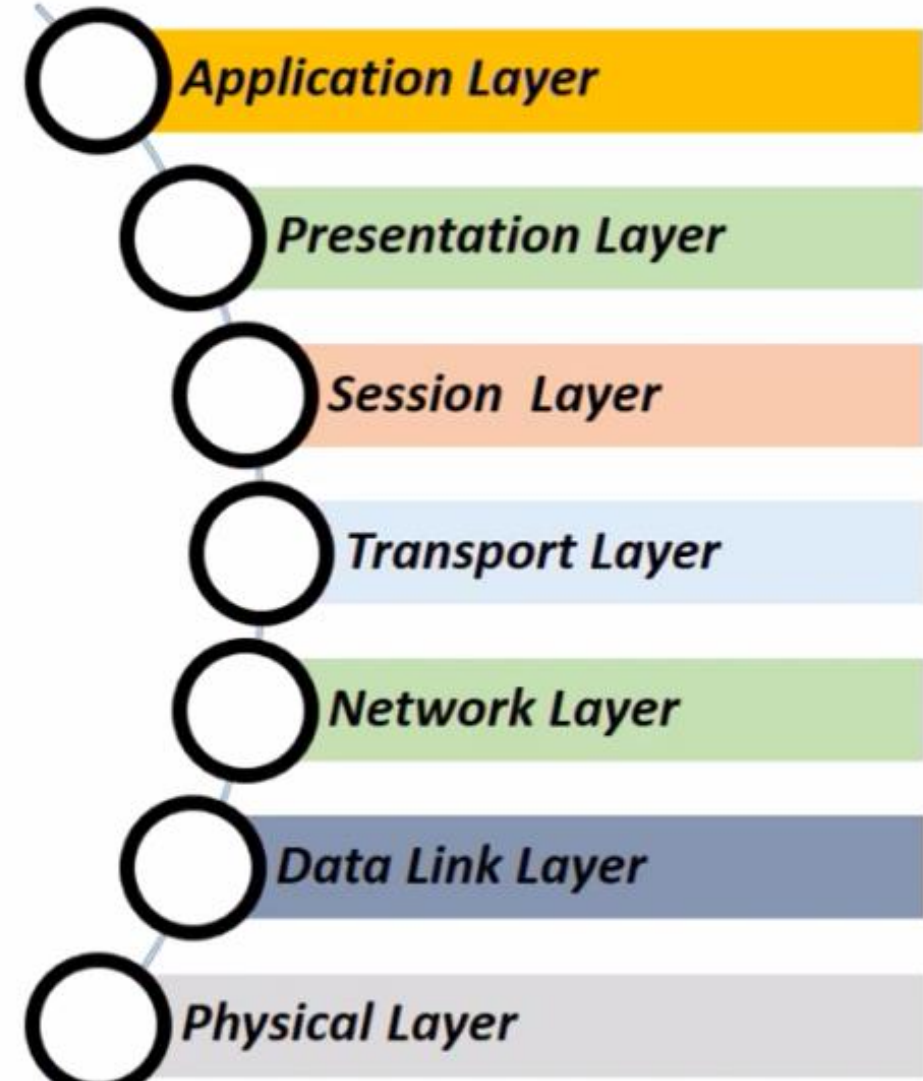 Application Layer
Presentation Layer
Session Layer
Transport Layer
Network Layer
Data Link Layer
Physical Layer